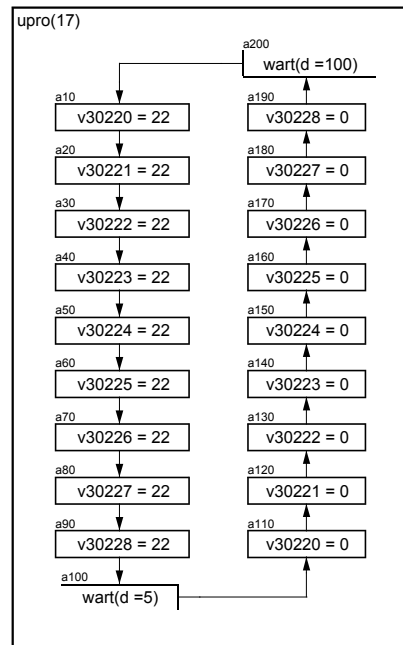 upro(17)
a200
wart(d =100)
a10
v30220 = 22
a190
v30228 = 0
a20
v30221 = 22
a180
v30227 = 0
a30
v30222 = 22
a170
v30226 = 0
a40
v30223 = 22
a160
v30225 = 0
a50
v30224 = 22
a150
v30224 = 0
a60
v30225 = 22
a140
v30223 = 0
a70
v30226 = 22
a130
v30222 = 0
a80
v30227 = 22
a120
v30221 = 0
a90
v30228 = 22
a110
v30220 = 0
a100
wart(d =5)